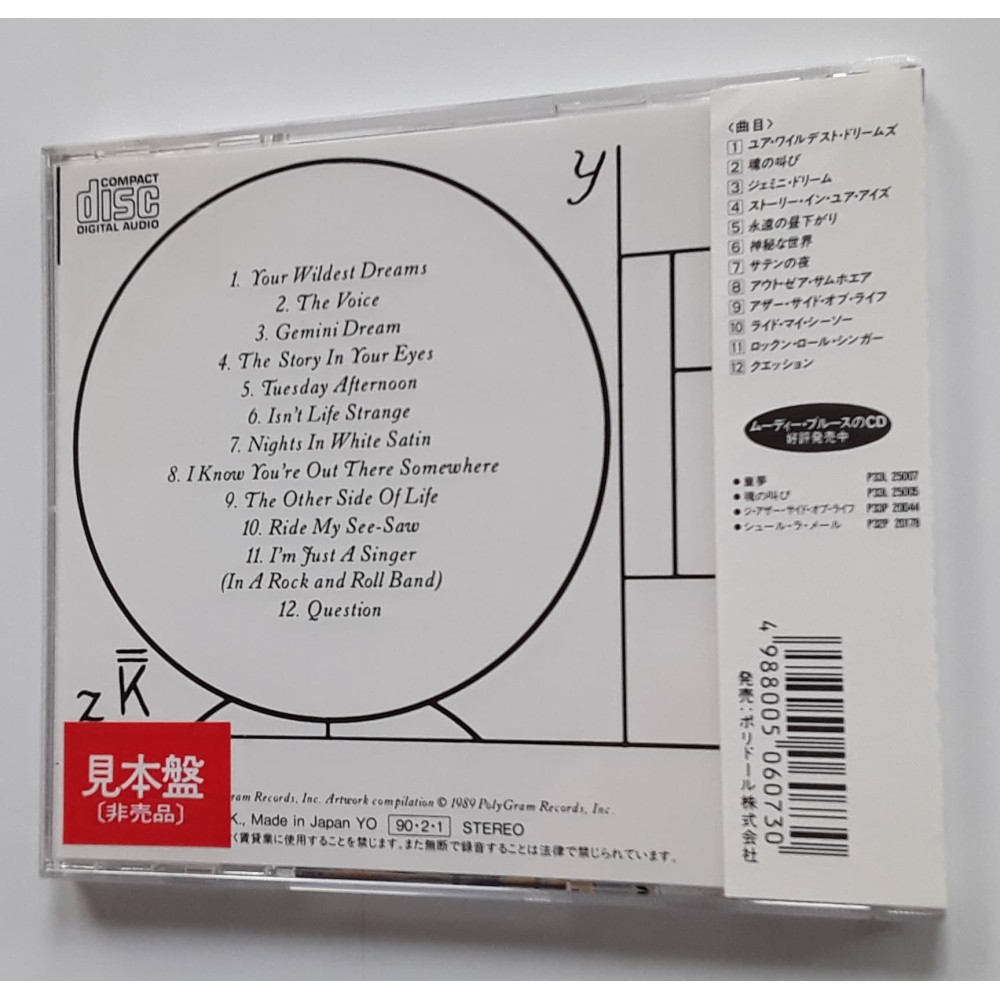 COMPACT
disc
DIGITAL AUDIO
y
1. Your Wildest Dreams
2. The Voice
3. Gemini Dream
4. The Story In Your Eyes
5. Tuesday Afternoon
6. Isn't Life Strange
7. Nights In White Satin
8. I Know You're Out There Somewhere
9. The Other Side Of Life
10. Ride My See-Saw
11. I'm Just A Singer
(In A Rock and Roll Band)
12. Question
z K
見本盤
〔非売品〕
gram Records, Inc. Artwork compilation © 1989 PolyGram Records, Inc.
K., Made in Japan YO 90・2・1 STEREO
く賃貸業に使用することを禁じます。また無断で録音することは法律で禁じられています。
〈曲目〉
1 ユア・ワイルデスト・ドリームズ
2 魂の叫び
3 ジェミニ・ドリーム
4 ストーリー・イン・ユア・アイズ
5 永遠の昼下がり
6 神秘な世界
7 サテンの夜
8 アウト・ゼア・サムホエア
9 アザー・サイド・オブ・ライフ
10 ライド・マイ・シーソー
11 ロックン・ロール・シンガー
12 クエッション
ムーディー・ブルースのCD
好評発売中
●童夢 P33L 25007
●魂の叫び P33L 25005
●ジ・アザー・サイド・オブ・ライフ P33P 20044
●シュール・ラ・メール P32P 20178
4 988005 060730
発売：ポリドール株式会社